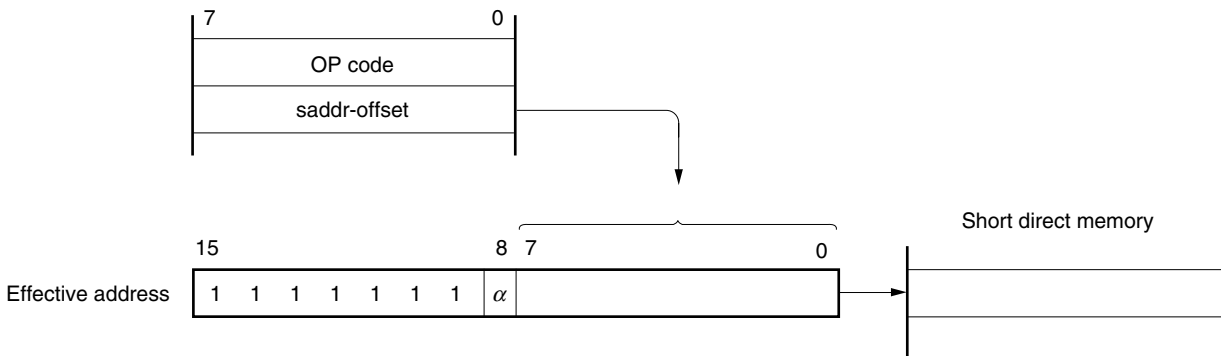 7 0
OP code
saddr-offset
Short direct memory
15 8 7 0
Effective address 1 1 1 1 1 1 1 α